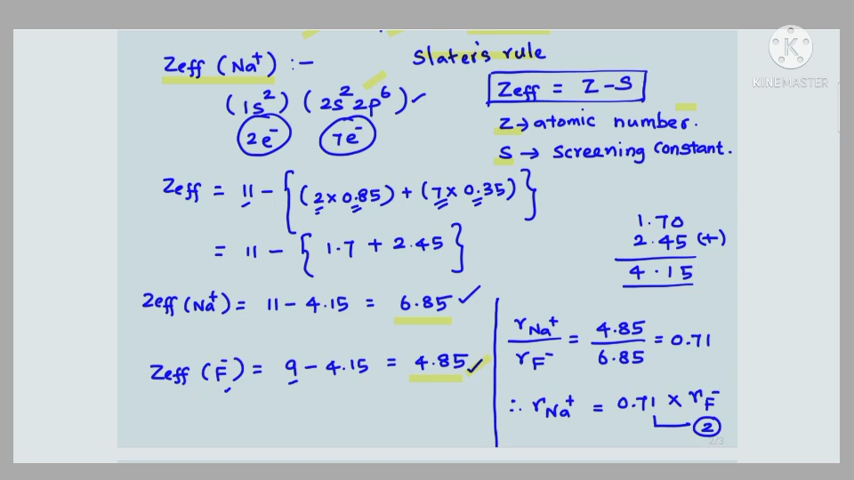 Zeff (Na⁺) :-
Slater's rule
(1s²) (2s² 2p⁶) ✓
2e⁻ 7e⁻
Zeff = Z - S
Z → atomic number.
S → Screening Constant.
Zeff = 11 - { (2 x 0.85) + (7 x 0.35) }
= 11 - { 1.7 + 2.45 }
1.70
2.45 (+)
4.15
Zeff (Na⁺) = 11 - 4.15 = 6.85 ✓
Zeff (F⁻) = 9 - 4.15 = 4.85 ✓
rNa⁺ / rF⁻ = 4.85 / 6.85 = 0.71
∴ rNa⁺ = 0.71 x rF⁻
2
KINEMASTER